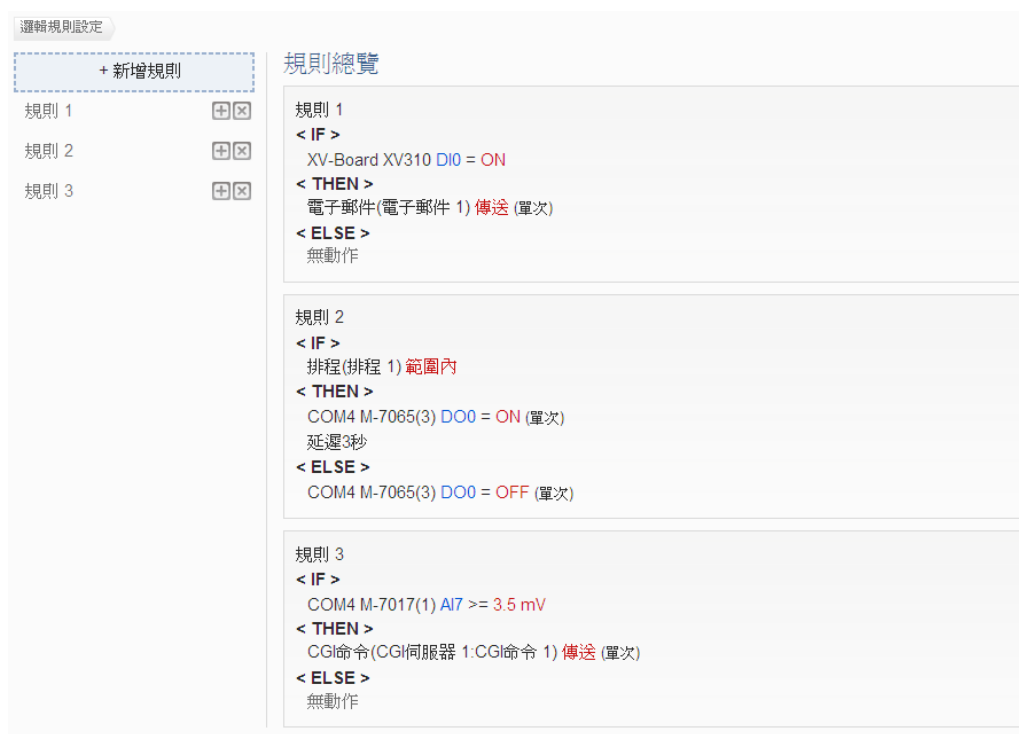 邏輯規則設定
+ 新增規則
規則 1
規則 2
規則 3
規則總覽
規則 1
< IF >
XV-Board XV310 DI0 = ON
< THEN >
電子郵件(電子郵件 1) 傳送 (單次)
< ELSE >
無動作
規則 2
< IF >
排程(排程 1) 範圍內
< THEN >
COM4 M-7065(3) DO0 = ON (單次)
延遲3秒
< ELSE >
COM4 M-7065(3) DO0 = OFF (單次)
規則 3
< IF >
COM4 M-7017(1) AI7 >= 3.5 mV
< THEN >
CGI命令(CGI伺服器 1:CGI命令 1) 傳送 (單次)
< ELSE >
無動作